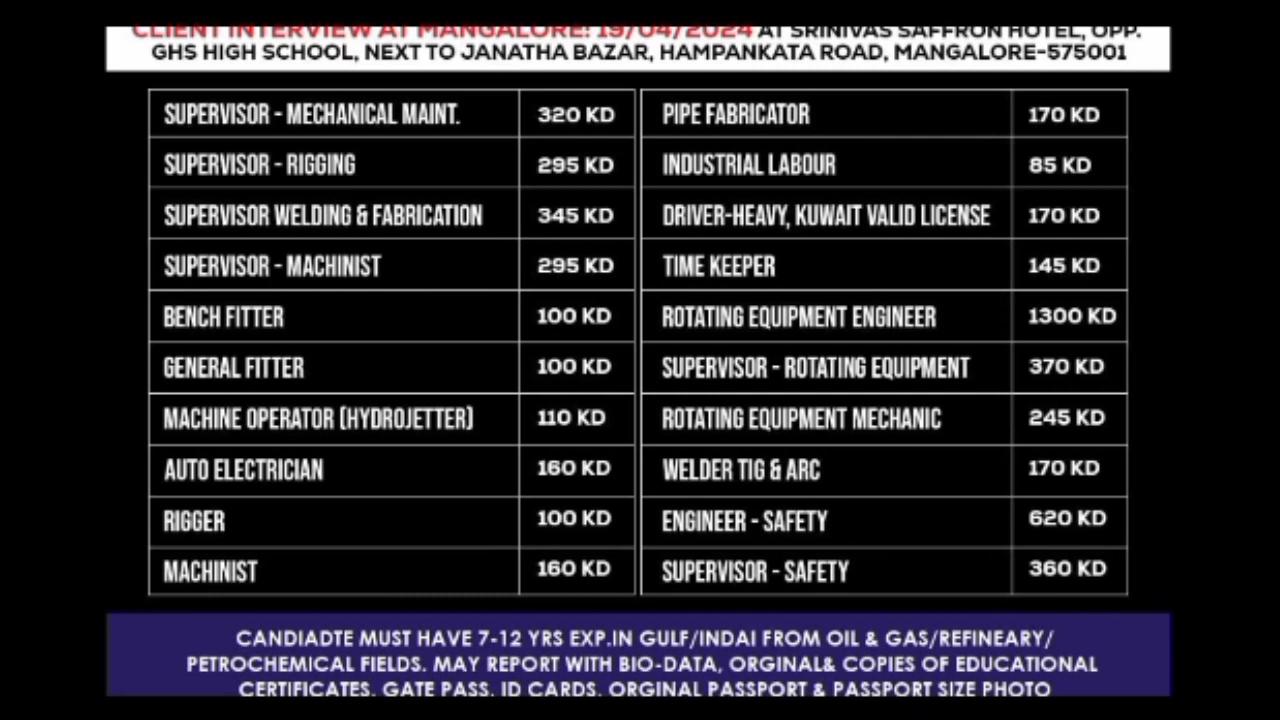 CLIENT INTERVIEW AT MANGALORE: 19/04/2024 AT SRINIVAS SAFFRON HOTEL, OPP.
GHS HIGH SCHOOL, NEXT TO JANATHA BAZAR, HAMPANKATA ROAD, MANGALORE-575001
SUPERVISOR - MECHANICAL MAINT. 320 KD PIPE FABRICATOR 170 KD
SUPERVISOR - RIGGING 295 KD INDUSTRIAL LABOUR 85 KD
SUPERVISOR WELDING & FABRICATION 345 KD DRIVER-HEAVY, KUWAIT VALID LICENSE 170 KD
SUPERVISOR - MACHINIST 295 KD TIME KEEPER 145 KD
BENCH FITTER 100 KD ROTATING EQUIPMENT ENGINEER 1300 KD
GENERAL FITTER 100 KD SUPERVISOR - ROTATING EQUIPMENT 370 KD
MACHINE OPERATOR (HYDROJETTER) 110 KD ROTATING EQUIPMENT MECHANIC 245 KD
AUTO ELECTRICIAN 160 KD WELDER TIG & ARC 170 KD
RIGGER 100 KD ENGINEER - SAFETY 620 KD
MACHINIST 160 KD SUPERVISOR - SAFETY 360 KD
CANDIADTE MUST HAVE 7-12 YRS EXP.IN GULF/INDAI FROM OIL & GAS/REFINEARY/
PETROCHEMICAL FIELDS. MAY REPORT WITH BIO-DATA, ORGINAL& COPIES OF EDUCATIONAL
CERTIFICATES, GATE PASS, ID CARDS, ORGINAL PASSPORT & PASSPORT SIZE PHOTO